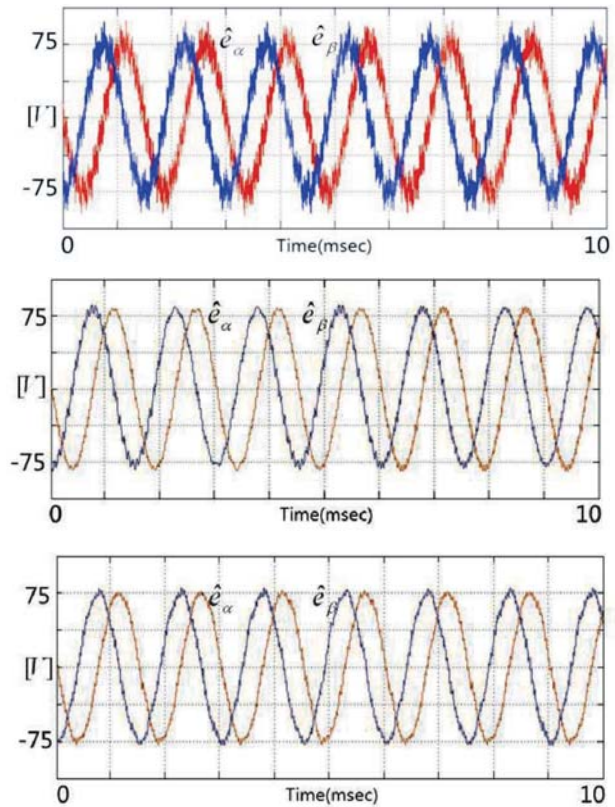 75
ê_α
ê_β
[V]
-75
0
Time(msec)
10
75
ê_α
ê_β
[V]
-75
0
Time(msec)
10
75
ê_α
ê_β
[V]
-75
0
Time(msec)
10